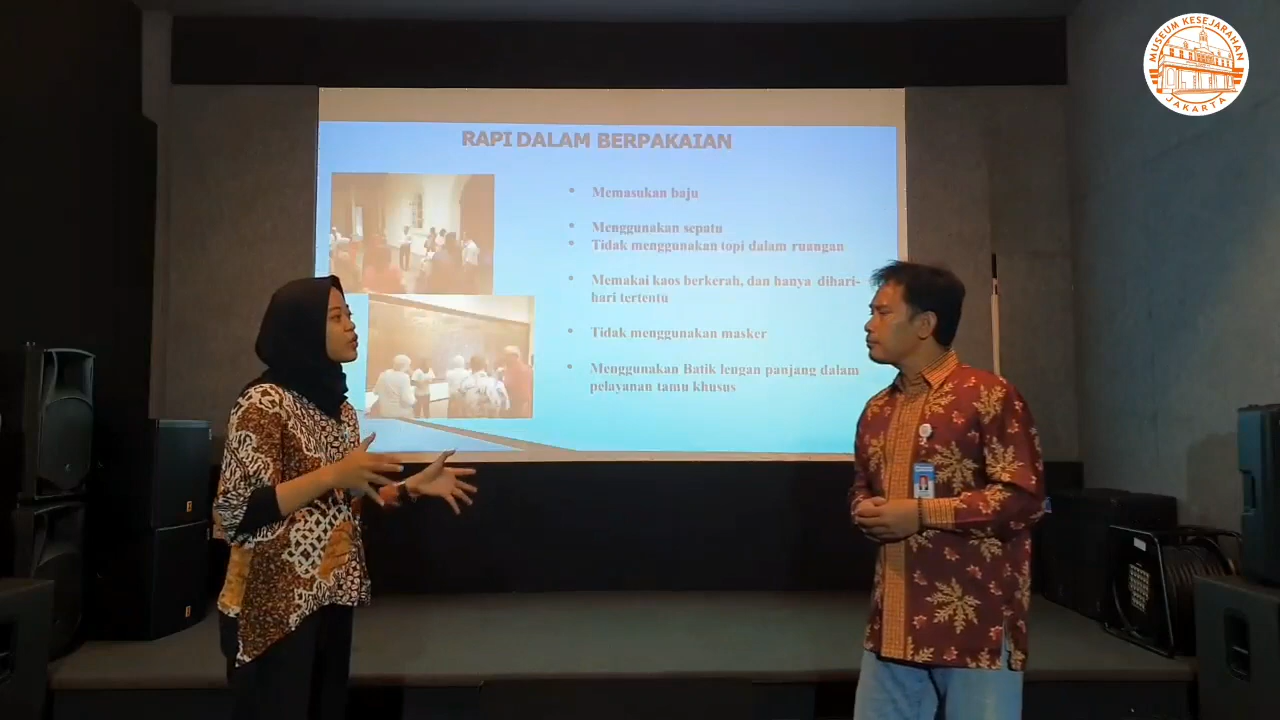 MUSEUM KESEJARAHAN
JAKARTA
RAPI DALAM BERPAKAIAN
• Memasukan baju
• Menggunakan sepatu
• Tidak menggunakan topi dalam ruangan
• Memakai kaos berkerah, dan hanya dihari-
hari tertentu
• Tidak menggunakan masker
• Menggunakan Batik lengan panjang dalam
pelayanan tamu khusus